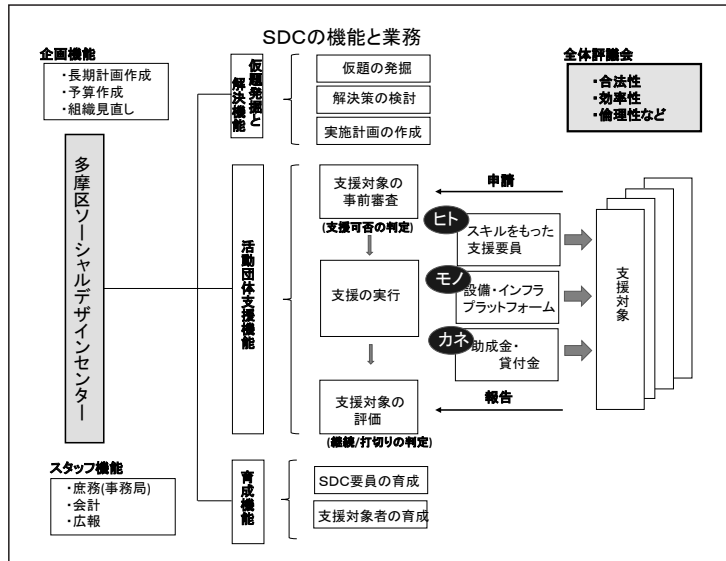 SDCの機能と業務
企画機能
・長期計画作成
・予算作成
・組織見直し
多摩区ソーシャルデザインセンター
スタッフ機能
・庶務(事務局)
・会計
・広報
仮題発掘と
解決機能
仮題の発掘
解決策の検討
実施計画の作成
活動団体支援機能
支援対象の
事前審査
(支援可否の判定)
支援の実行
支援対象の
評価
(継続/打切りの判定)
申請
ヒト
スキルをもった
支援要員
モノ
設備・インフラ
プラットフォーム
カネ
助成金・
貸付金
報告
支援対象
全体評議会
・合法性
・効率性
・倫理性など
育成機能
SDC要員の育成
支援対象者の育成